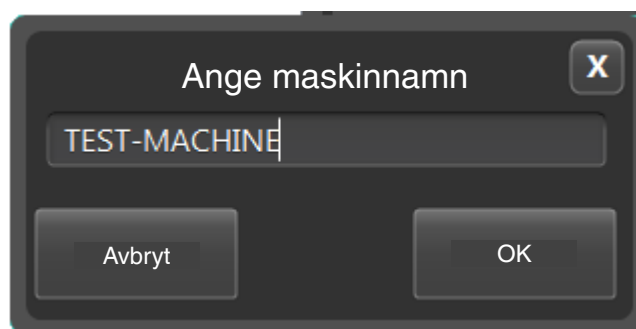 Ange maskinnamn
X
TEST-MACHINE
Avbryt
OK